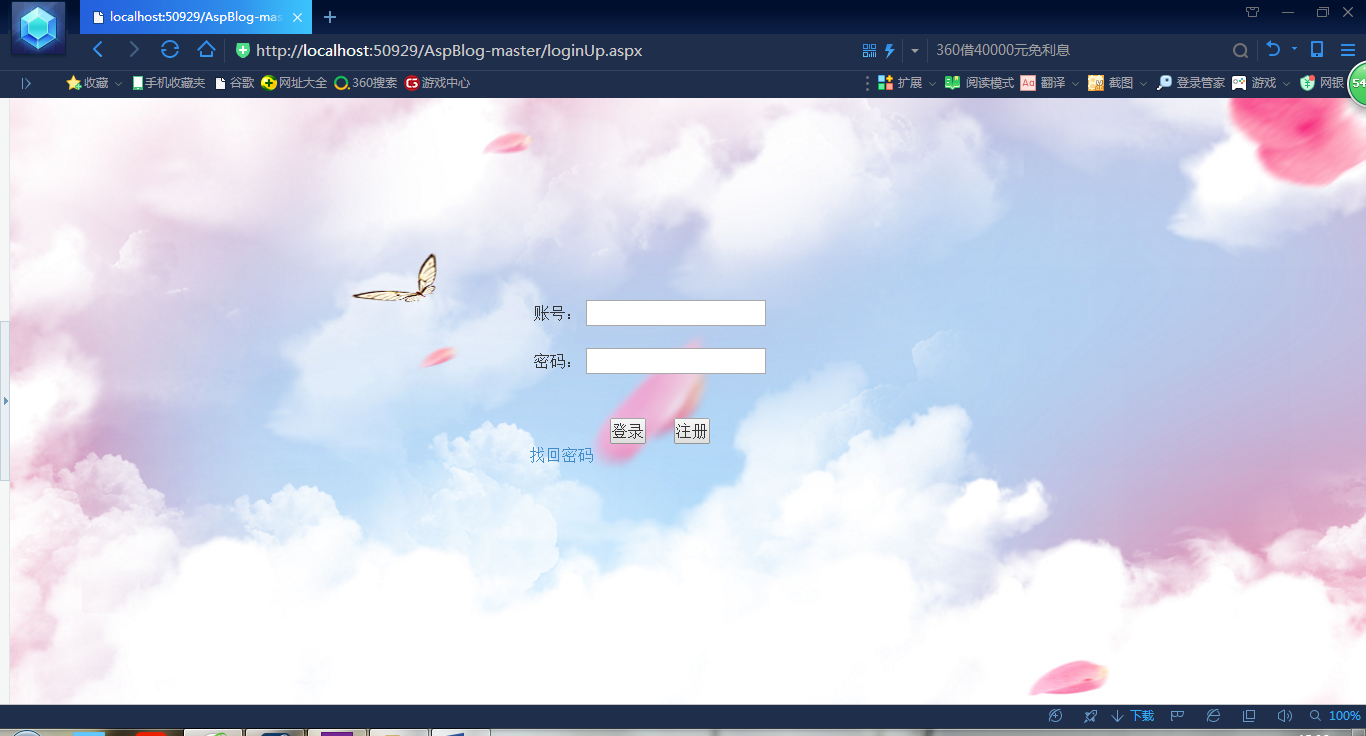 localhost:50929/AspBlog-mas
http://localhost:50929/AspBlog-master/loginUp.aspx
360借40000元免利息
收藏 手机收藏夹 谷歌 网址大全 360搜索 游戏中心
扩展 阅读模式 Aa 翻译 截图 登录管家 游戏 网银
54
账号：
密码：
登录 注册
找回密码
下载 100%